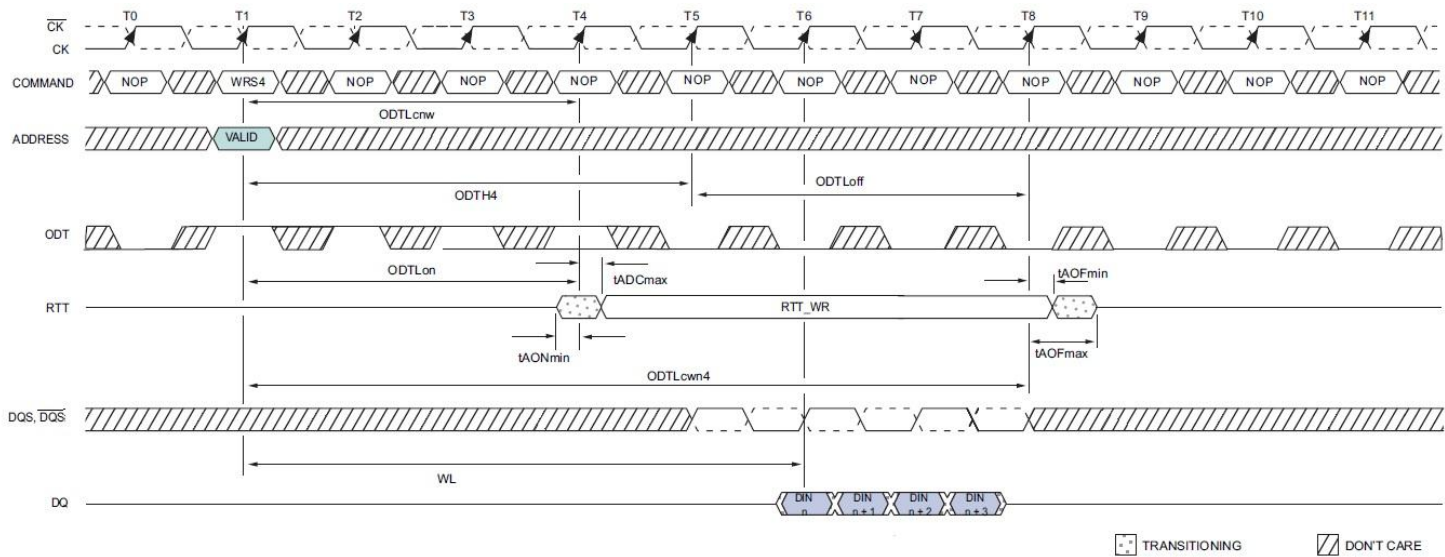 T0 T1 T2 T3 T4 T5 T6 T7 T8 T9 T10 T11
CK
CK
COMMAND NOP WRS4 NOP NOP NOP NOP NOP NOP NOP NOP NOP NOP
ODTLcnw
ADDRESS VALID
ODTH4 ODTLoff
ODT
ODTLon tADCmax tAOFmin
RTT RTT_WR
tAONmin tAOFmax
ODTLcwn4
DQS, DQS
WL
DQ DIN n DIN n + 1 DIN n + 2 DIN n + 3
TRANSITIONING DON'T CARE